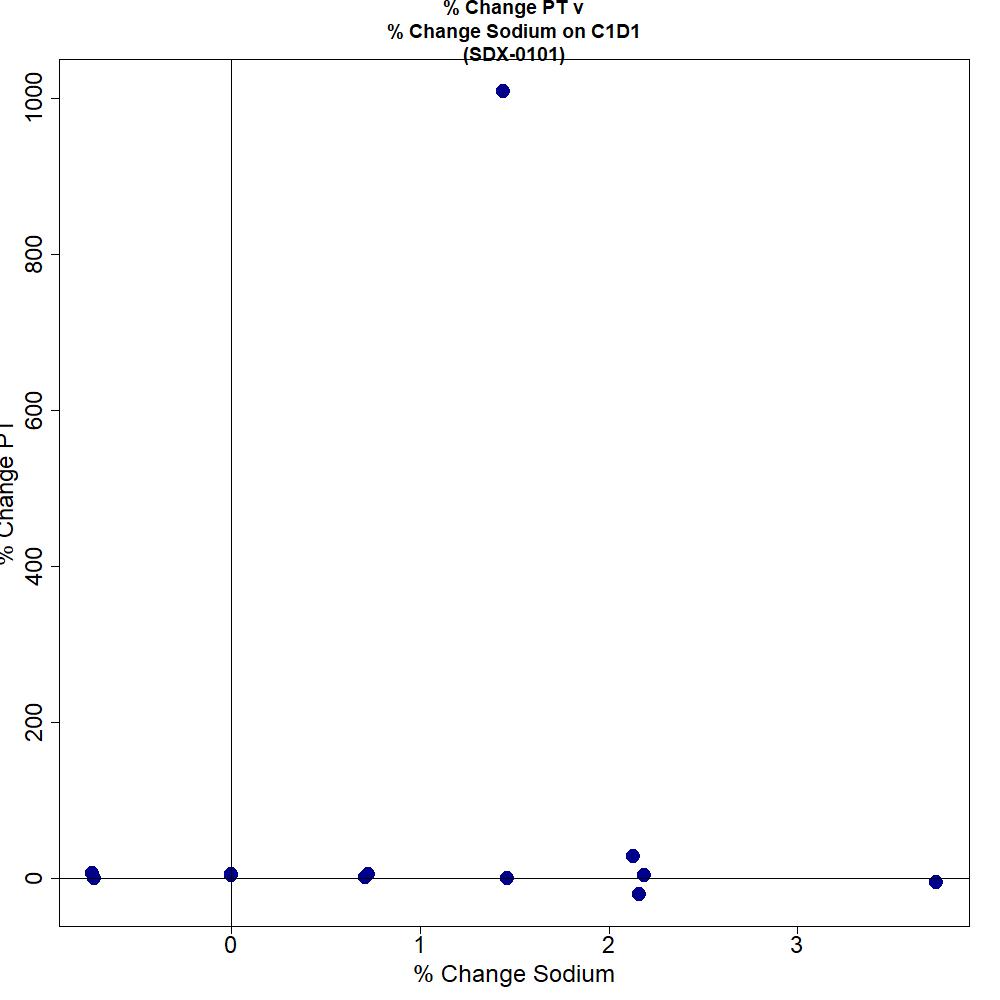 % Change PT v
% Change Sodium on C1D1
(SDX-0101)
1000
800
600
400
200
0
% Change PT
0 1 2 3
% Change Sodium